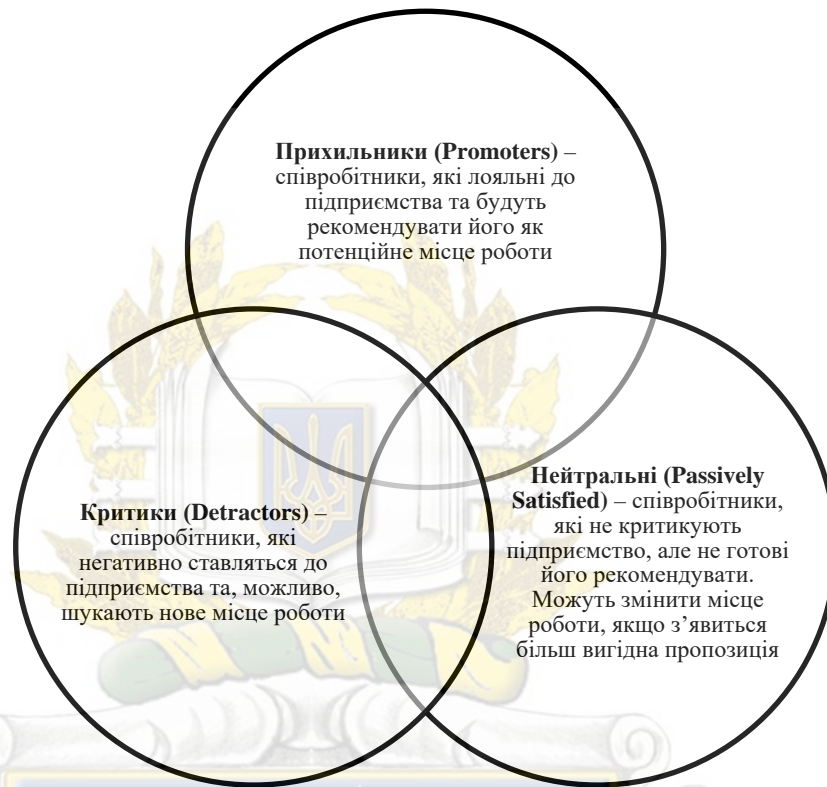 Прихильники (Promoters) –
співробітники, які лояльні до
підприємства та будуть
рекомендувати його як
потенційне місце роботи
Критики (Detractors) –
співробітники, які
негативно ставляться до
підприємства та, можливо,
шукають нове місце роботи
Нейтральні (Passively
Satisfied) – співробітники,
які не критикують
підприємство, але не готові
його рекомендувати.
Можуть змінити місце
роботи, якщо з’явиться
більш вигідна пропозиція